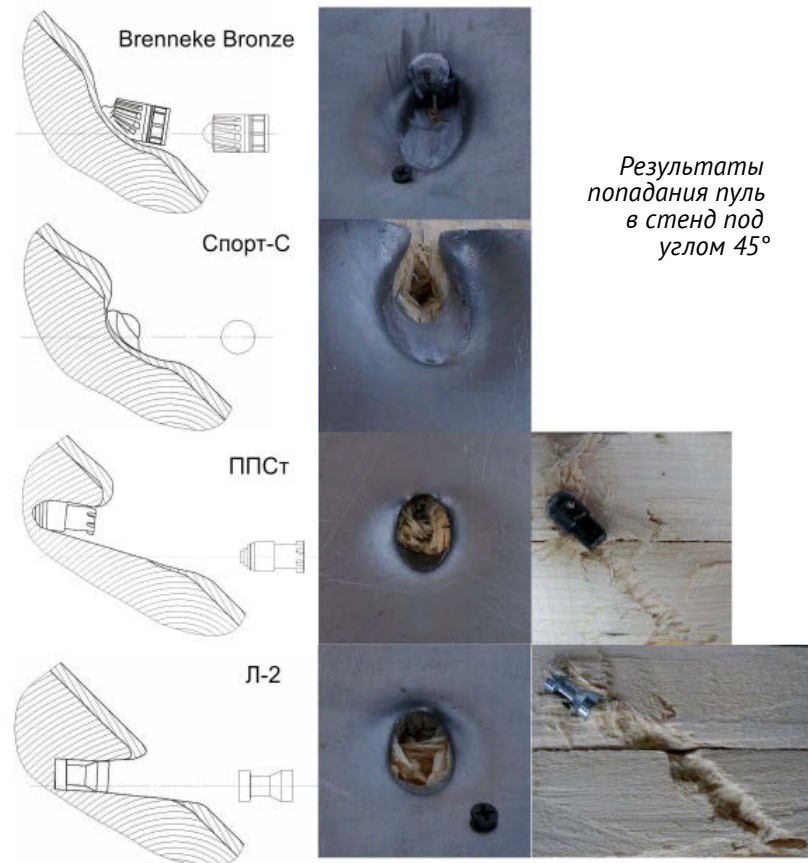 Brenneke Bronze
Результаты
попадания пуль
в стенд под
углом 45°
Спорт-С
ППСт
Л-2